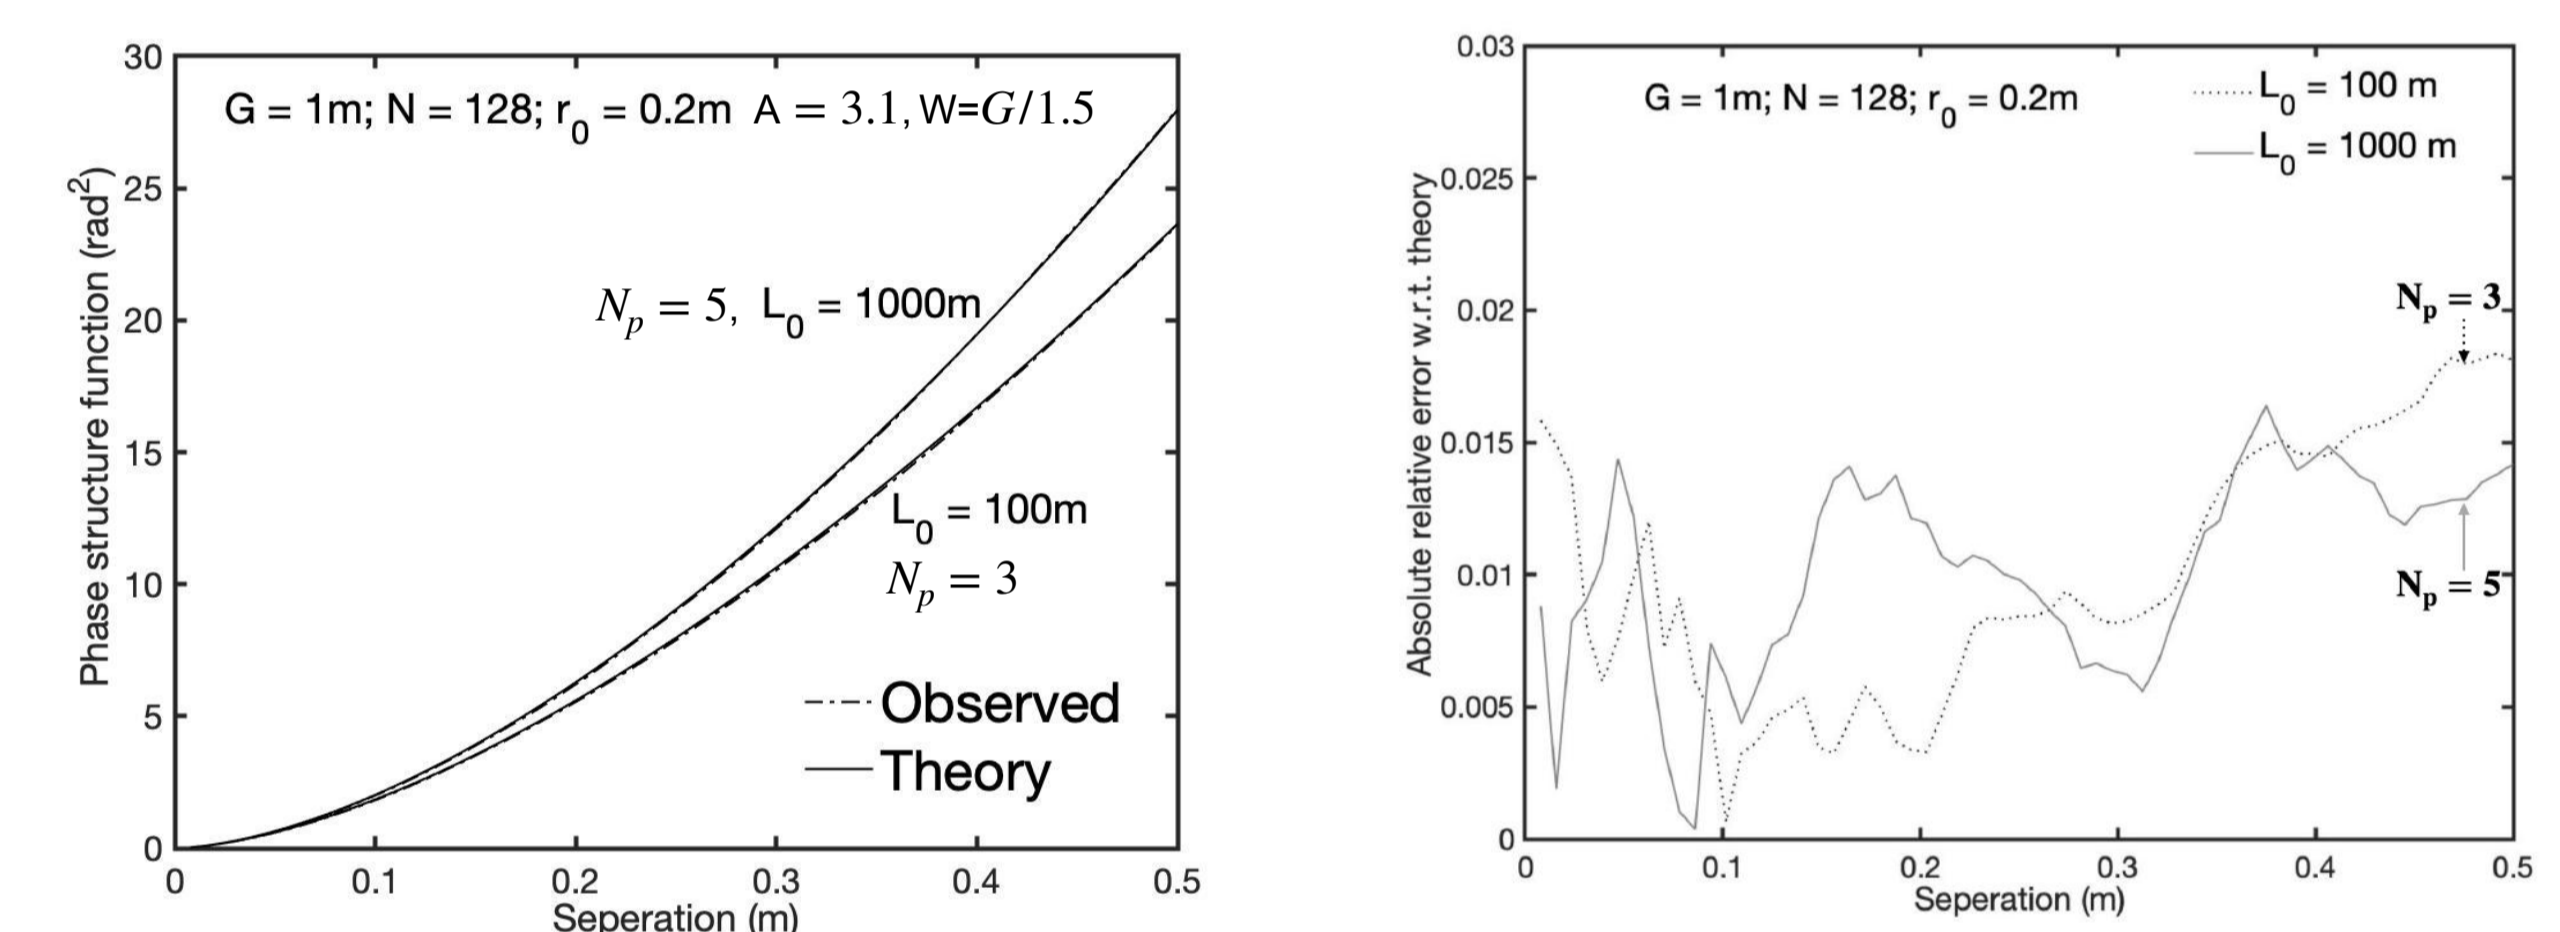 30
25
20
15
10
5
0
0 0.1 0.2 0.3 0.4 0.5
Phase structure function (rad²)
G = 1m; N = 128; r₀ = 0.2m A = 3.1, W=G/1.5
Nₚ = 5, L₀ = 1000m
L₀ = 100m
Nₚ = 3
Observed
Theory
Seperation (m)
0.03
0.025
0.02
0.015
0.01
0.005
0
0 0.1 0.2 0.3 0.4 0.5
Absolute relative error w.r.t. theory
G = 1m; N = 128; r₀ = 0.2m
L₀ = 100 m
L₀ = 1000 m
Nₚ = 3
Nₚ = 5
Seperation (m)